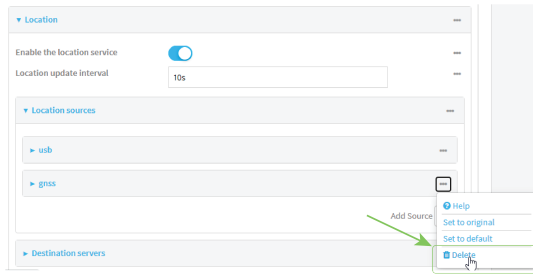 Location
Enable the location service
Location update interval
10s
Location sources
usb
gnss
Add Source
Help
Set to original
Set to default
Delete
Destination servers